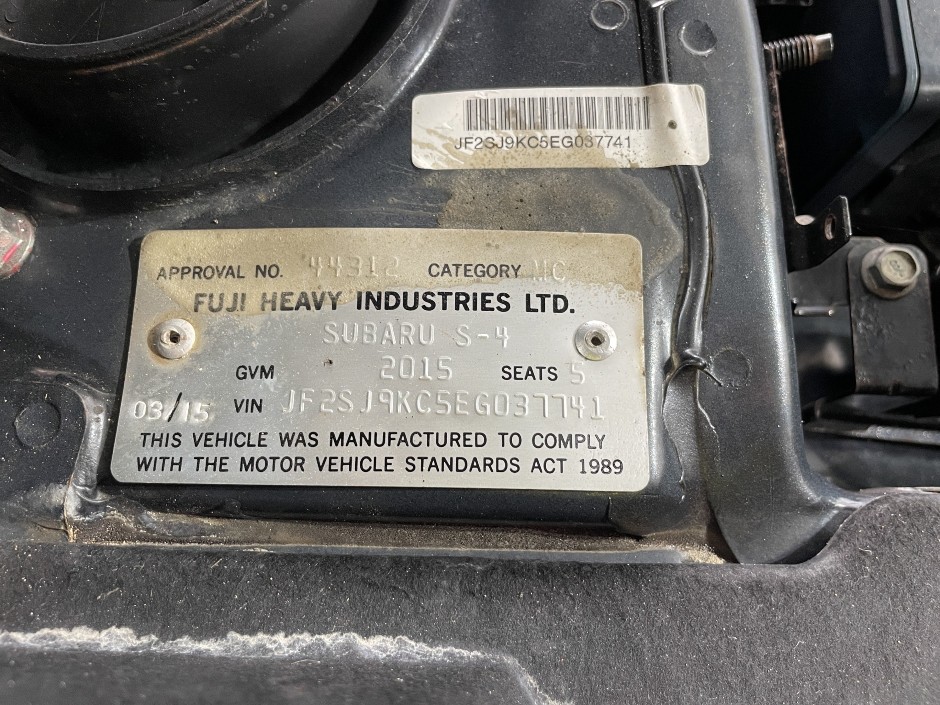 JF2SJ9KC5EG037741
APPROVAL NO. 44312 CATEGORY MC
FUJI HEAVY INDUSTRIES LTD.
SUBARU S-4
GVM 2015 SEATS 5
03/15 VIN JF2SJ9KC5EG037741
THIS VEHICLE WAS MANUFACTURED TO COMPLY
WITH THE MOTOR VEHICLE STANDARDS ACT 1989